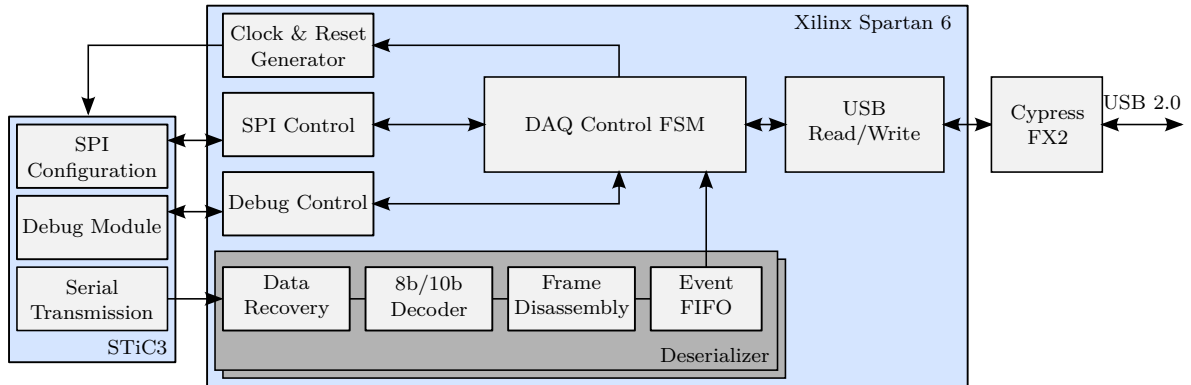 Xilinx Spartan 6
Clock & Reset
Generator
SPI Control
DAQ Control FSM
USB
Read/Write
Cypress
FX2
USB 2.0
SPI
Configuration
Debug Module
Debug Control
Serial
Transmission
STiC3
Data
Recovery
8b/10b
Decoder
Frame
Disassembly
Event
FIFO
Deserializer